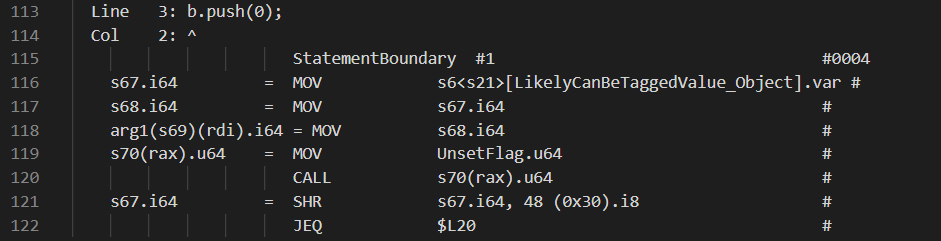 113 Line 3: b.push(0);
114 Col 2: ^
115 StatementBoundary #1 #0004
116 s67.i64 = MOV s6<s21>[LikelyCanBeTaggedValue_Object].var #
117 s68.i64 = MOV s67.i64 #
118 arg1(s69)(rdi).i64 = MOV s68.i64 #
119 s70(rax).u64 = MOV UnsetFlag.u64 #
120 CALL s70(rax).u64 #
121 s67.i64 = SHR s67.i64, 48 (0x30).i8 #
122 JEQ $L20 #